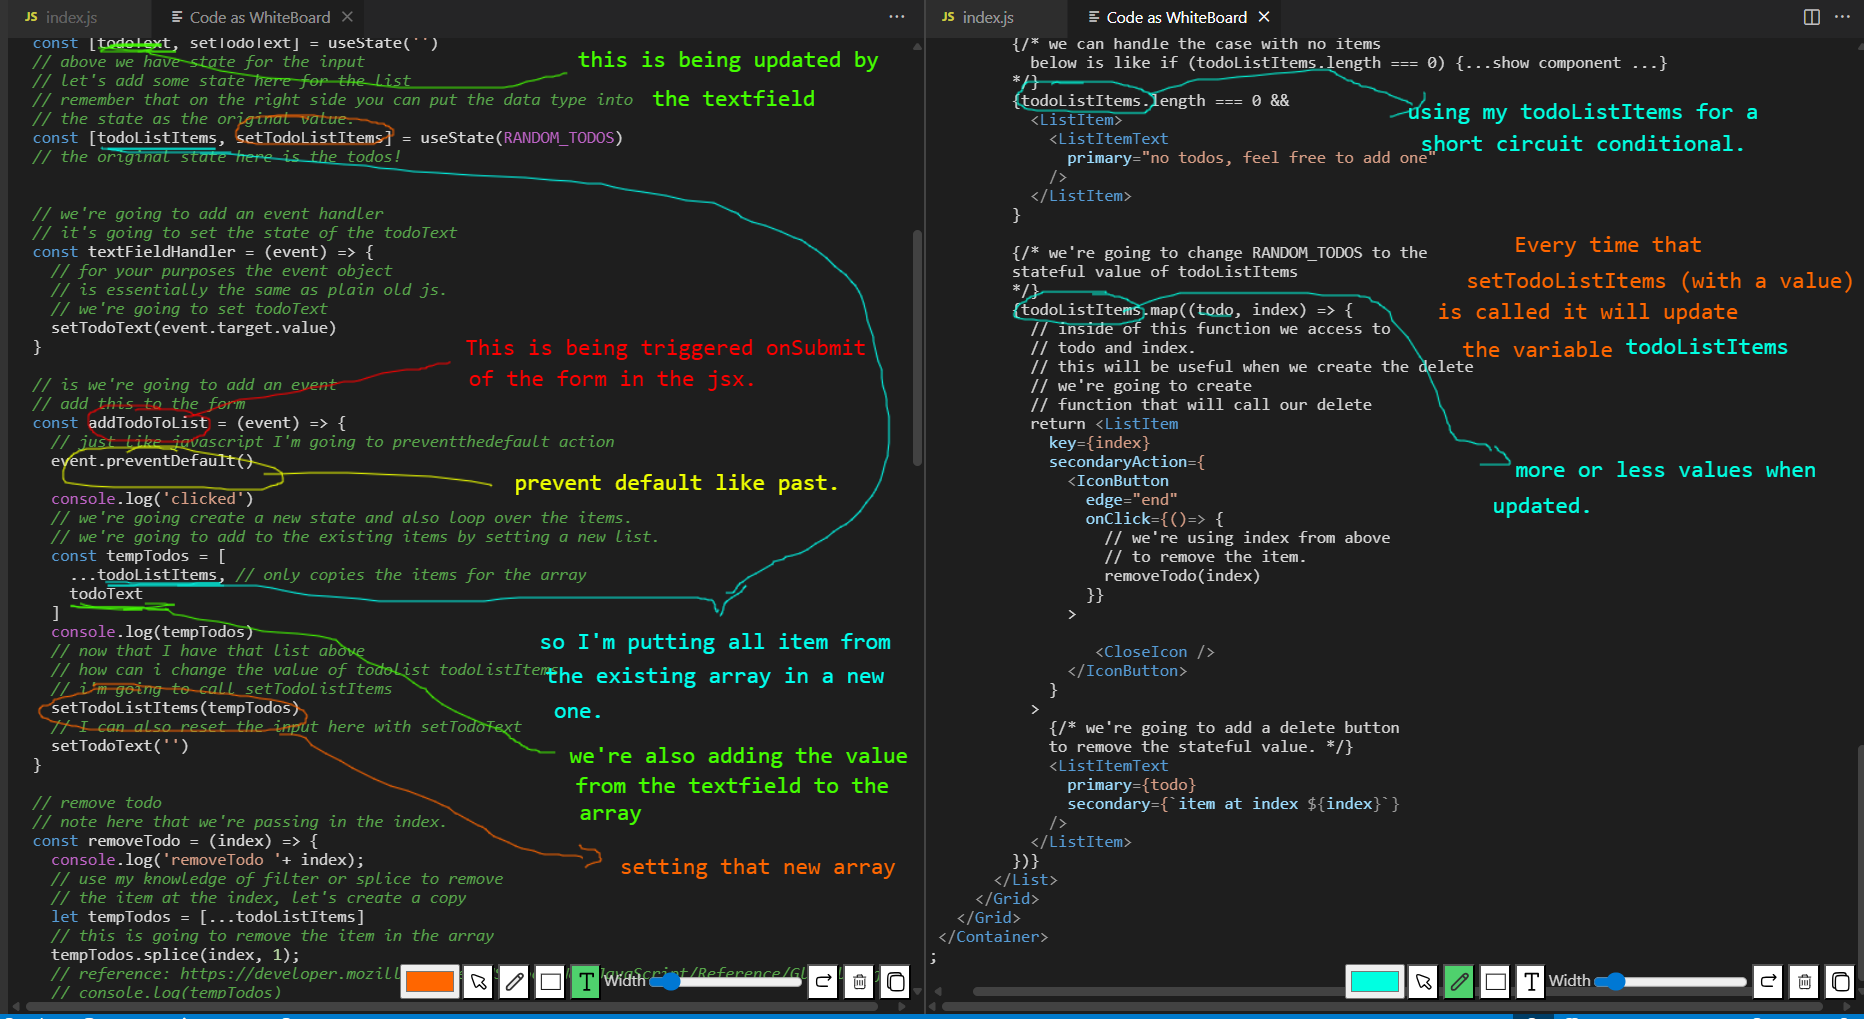 JS index.js
Code as WhiteBoard
const [todoText, setTodoText] = useState('')
// above we have state for the input
// let's add some state here for the list
// remember that on the right side you can put the data type into
// the state as the original value.
const [todoListItems, setTodoListItems] = useState(RANDOM_TODOS)
// the original state here is the todos!
this is being updated by
the textfield
// we're going to add an event handler
// it's going to set the state of the todoText
const textFieldHandler = (event) => {
// for your purposes the event object
// is essentially the same as plain old js.
// we're going to set todoText
setTodoText(event.target.value)
}
This is being triggered onSubmit
of the form in the jsx.
// is we're going to add an event
// add this to the form
const addTodoToList = (event) => {
// just like javascript I'm going to preventthedefault action
event.preventDefault()
prevent default like past.
console.log('clicked')
// we're going create a new state and also loop over the items.
// we're going to add to the existing items by setting a new list.
const tempTodos = [
...todoListItems, // only copies the items for the array
todoText
]
console.log(tempTodos)
// now that I have that list above
// how can i change the value of todolist todoListItems
// i'm going to call setTodoListItems
setTodoListItems(tempTodos)
// I can also reset the input here with setTodoText
setTodoText('')
}
so I'm putting all item from
the existing array in a new
one.
we're also adding the value
from the textfield to the
array
setting that new array
// remove todo
// note here that we're passing in the index.
const removeTodo = (index) => {
console.log('removeTodo '+ index);
// use my knowledge of filter or splice to remove
// the item at the index, let's create a copy
let tempTodos = [...todoListItems]
// this is going to remove the item in the array
tempTodos.splice(index, 1);
// reference: https://developer.mozill
JavaScript/Reference/Gl
// console.log(tempTodos)
T Width
JS index.js
Code as WhiteBoard
{/* we can handle the case with no items
below is like if (todoListItems.length === 0) {...show component ...}
*/}
{todoListItems.length === 0 &&
<ListItem>
<ListItemText
primary="no todos, feel free to add one"
/>
</ListItem>
}
using my todoListItems for a
short circuit conditional.
{/* we're going to change RANDOM_TODOS to the
stateful value of todoListItems
*/}
{todoListItems.map((todo, index) => {
// inside of this function we access to
// todo and index.
// this will be useful when we create the delete
// we're going to create
// function that will call our delete
return <ListItem
key={index}
secondaryAction={
<IconButton
edge="end"
onClick={()=> {
// we're using index from above
// to remove the item.
removeTodo(index)
}}
>
<CloseIcon />
</IconButton>
}
>
{/* we're going to add a delete button
to remove the stateful value. */}
<ListItemText
primary={todo}
secondary={`item at index ${index}`}
/>
</ListItem>
})}
</List>
</Grid>
</Grid>
</Container>
;
Every time that
setTodoListItems (with a value)
is called it will update
the variable todoListItems
more or less values when
updated.
T Width